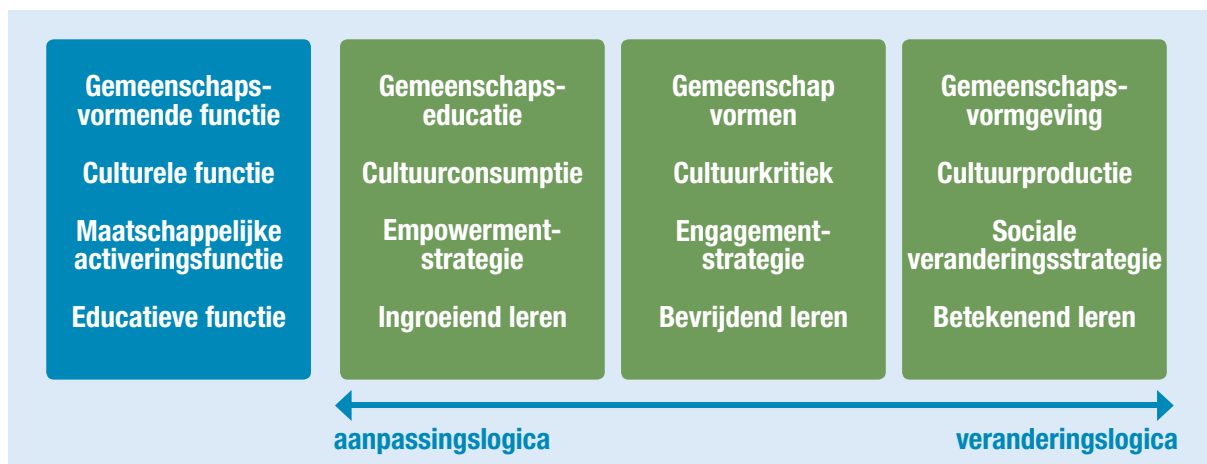 Gemeenschaps-
vormende functie
Culturele functie
Maatschappelijke
activeringsfunctie
Educatieve functie
Gemeenschaps-
educatie
Cultuurconsumptie
Empowerment-
strategie
Ingroeiend leren
Gemeenschap
vormen
Cultuurkritiek
Engagement-
strategie
Bevrijdend leren
Gemeenschaps-
vormgeving
Cultuurproductie
Sociale
veranderingsstrategie
Betekenend leren
aanpassingslogica
veranderingslogica